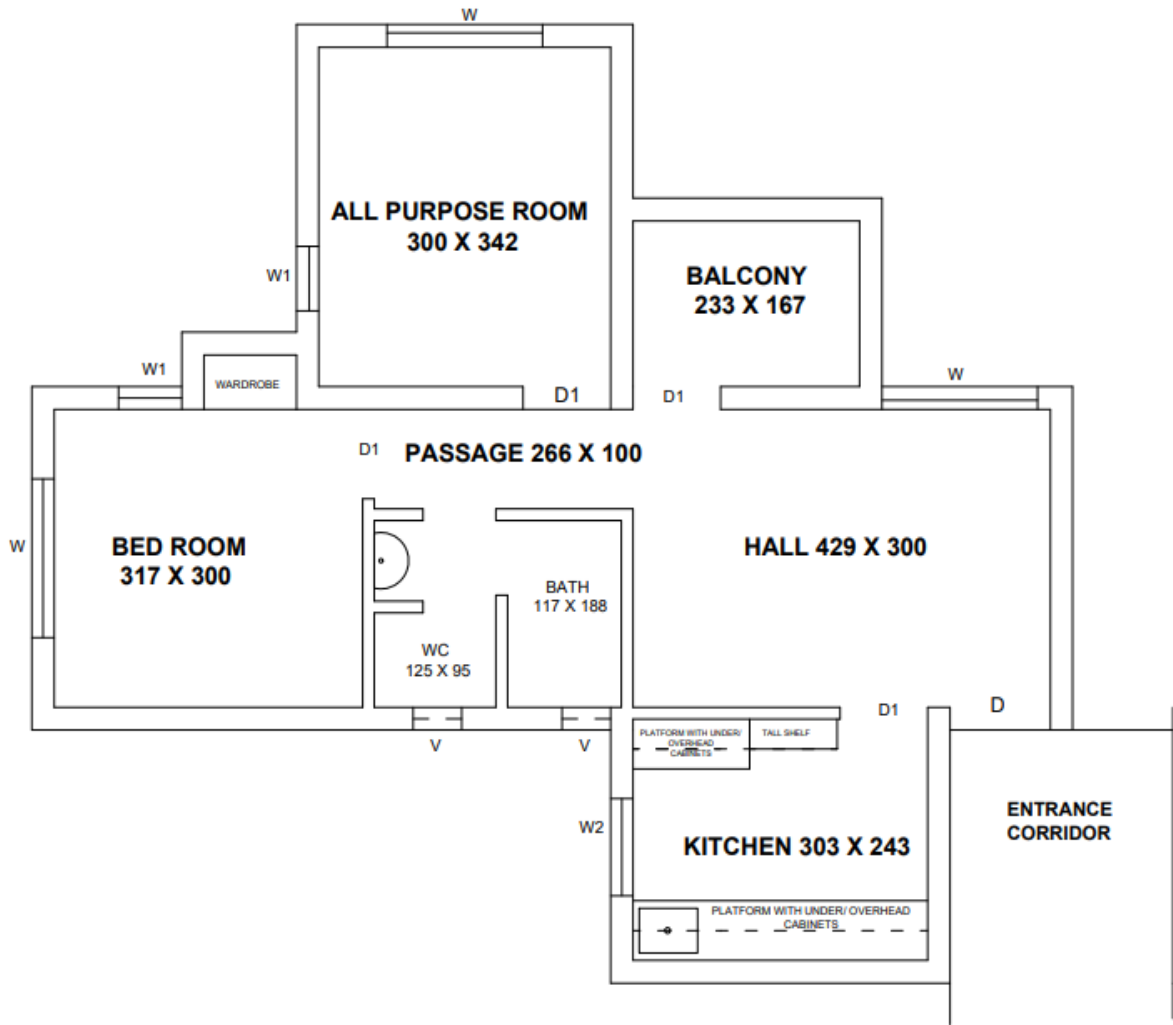 W
ALL PURPOSE ROOM
300 X 342
W1
BALCONY
233 X 167
W1
WARDROBE
W
D1
D1
D1
PASSAGE 266 X 100
W
BED ROOM
317 X 300
HALL 429 X 300
BATH
117 X 188
WC
125 X 95
D1
D
V
V
PLATFORM WITH UNDER/
OVERHEAD
CABINETS
TALL SHELF
W2
KITCHEN 303 X 243
ENTRANCE
CORRIDOR
PLATFORM WITH UNDER/ OVERHEAD
CABINETS